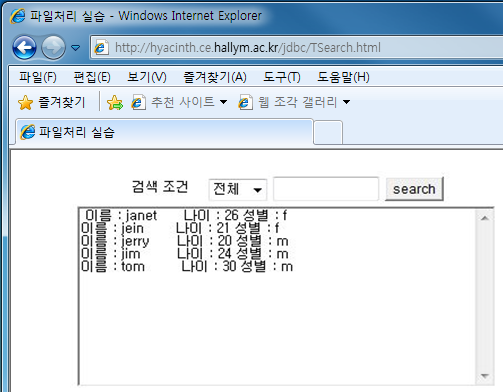 파일처리 실습 - Windows Internet Explorer
http://hyacinth.ce.hallym.ac.kr/jdbc/TSearch.html
파일(F) 편집(E) 보기(V) 즐겨찾기(A) 도구(T) 도움말(H)
즐겨찾기 추천 사이트 웹 조각 갤러리
파일처리 실습
검색 조건 전체 search
이름 : janet 나이 : 26 성별 : f
이름 : jein 나이 : 21 성별 : f
이름 : jerry 나이 : 20 성별 : m
이름 : jim 나이 : 24 성별 : m
이름 : tom 나이 : 30 성별 : m